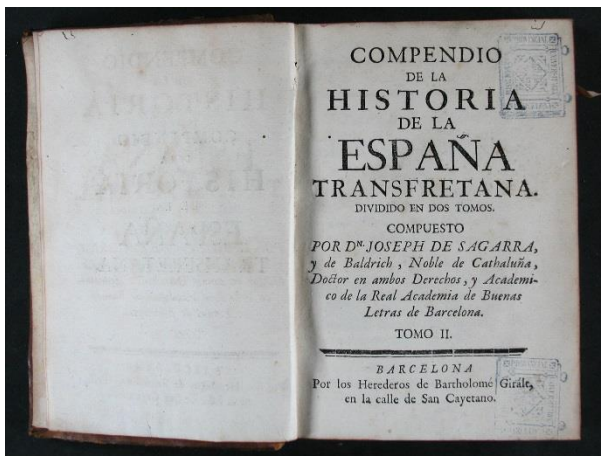 COMPENDIO
DE LA
HISTORIA
DE LA
ESPAÑA
TRANSFRETANA.
DIVIDIDO EN DOS TOMOS.
COMPUESTO
POR Dᴺ. JOSEPH DE SAGARRA,
y de Baldrich, Noble de Cathaluña,
Doctor en ambos Derechos, y Academi-
co de la Real Academia de Buenas
Letras de Barcelona.
TOMO II.
BARCELONA
Por los Herederos de Bartholomé Giràle,
en la calle de San Cayetano.